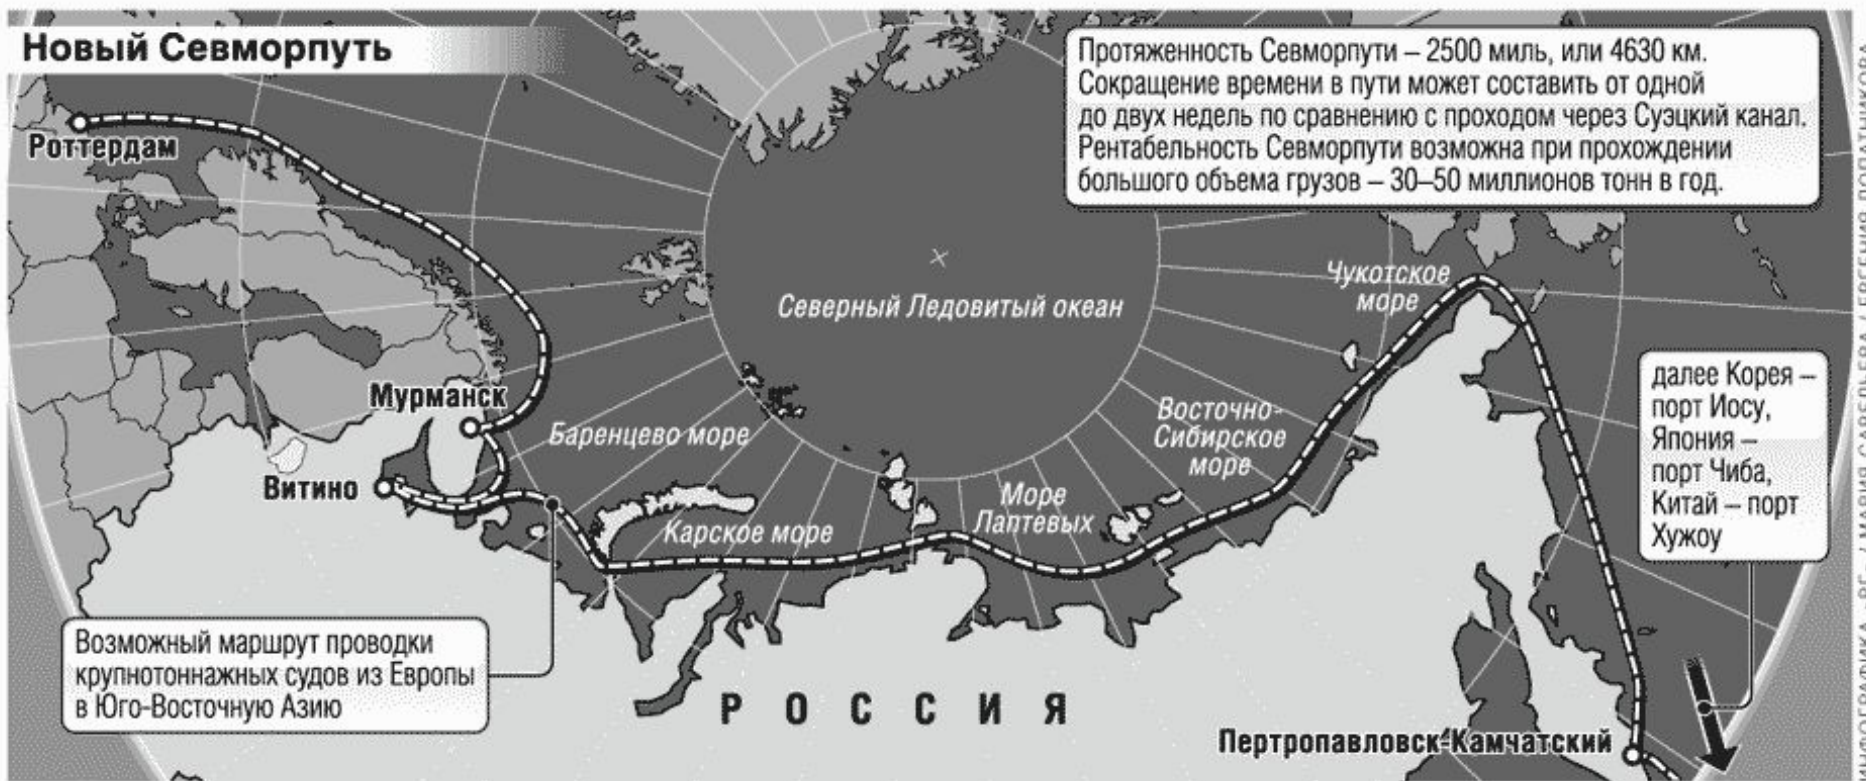 Новый Севморпуть
Протяженность Севморпути – 2500 миль, или 4630 км.
Сокращение времени в пути может составить от одной
до двух недель по сравнению с проходом через Суэцкий канал.
Рентабельность Севморпути возможна при прохождении
большого объема грузов – 30–50 миллионов тонн в год.
Роттердам
Чукотское
море
Северный Ледовитый океан
далее Корея –
порт Иосу,
Япония –
порт Чиба,
Китай – порт
Хужоу
Мурманск
Баренцево море
Восточно-
Сибирское
море
Витино
Море
Лаптевых
Карское море
Возможный маршрут проводки
крупнотоннажных судов из Европы
в Юго-Восточную Азию
РОССИЯ
Пертропавловск-Камчатский